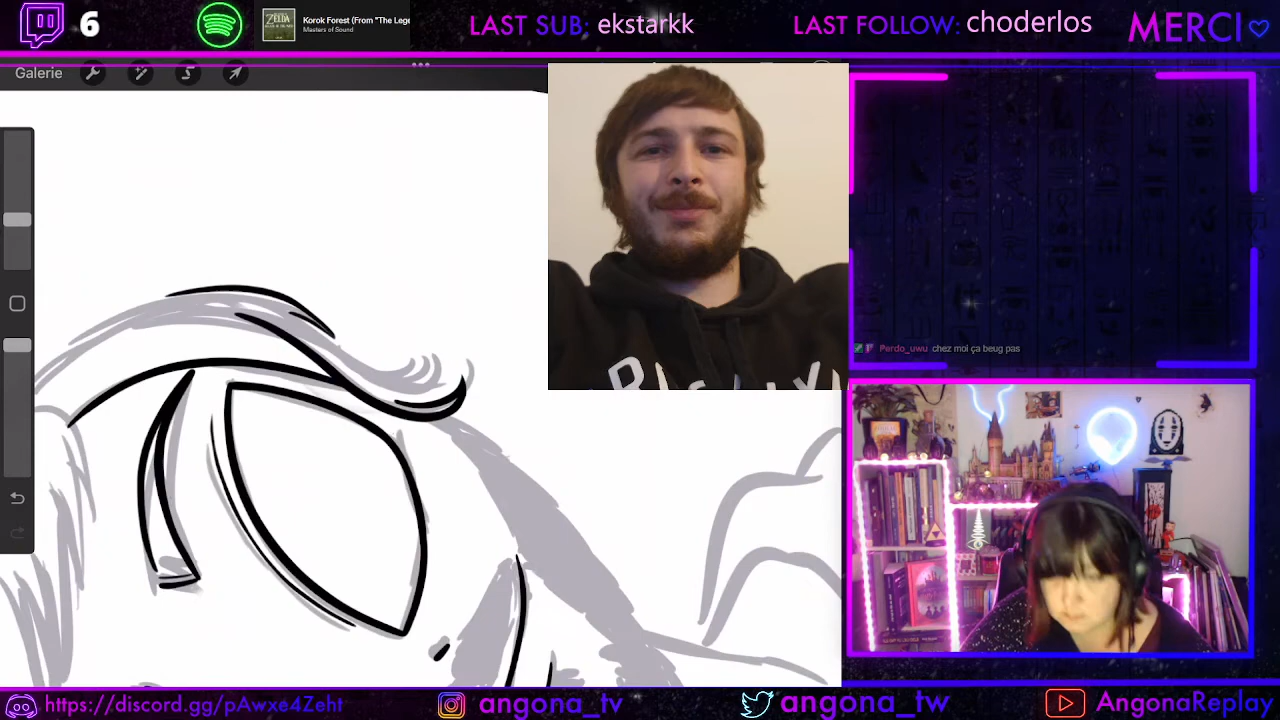 6
Korok Forest (From "The Lege
Masters of Sound
LAST SUB: ekstarkk
LAST FOLLOW: choderlos
MERCI
Galerie
Perdo_uwu chez moi ça beug pas
https://discord.gg/pAwxe4Zeht
angona_tv
angona_tw
AngonaReplay